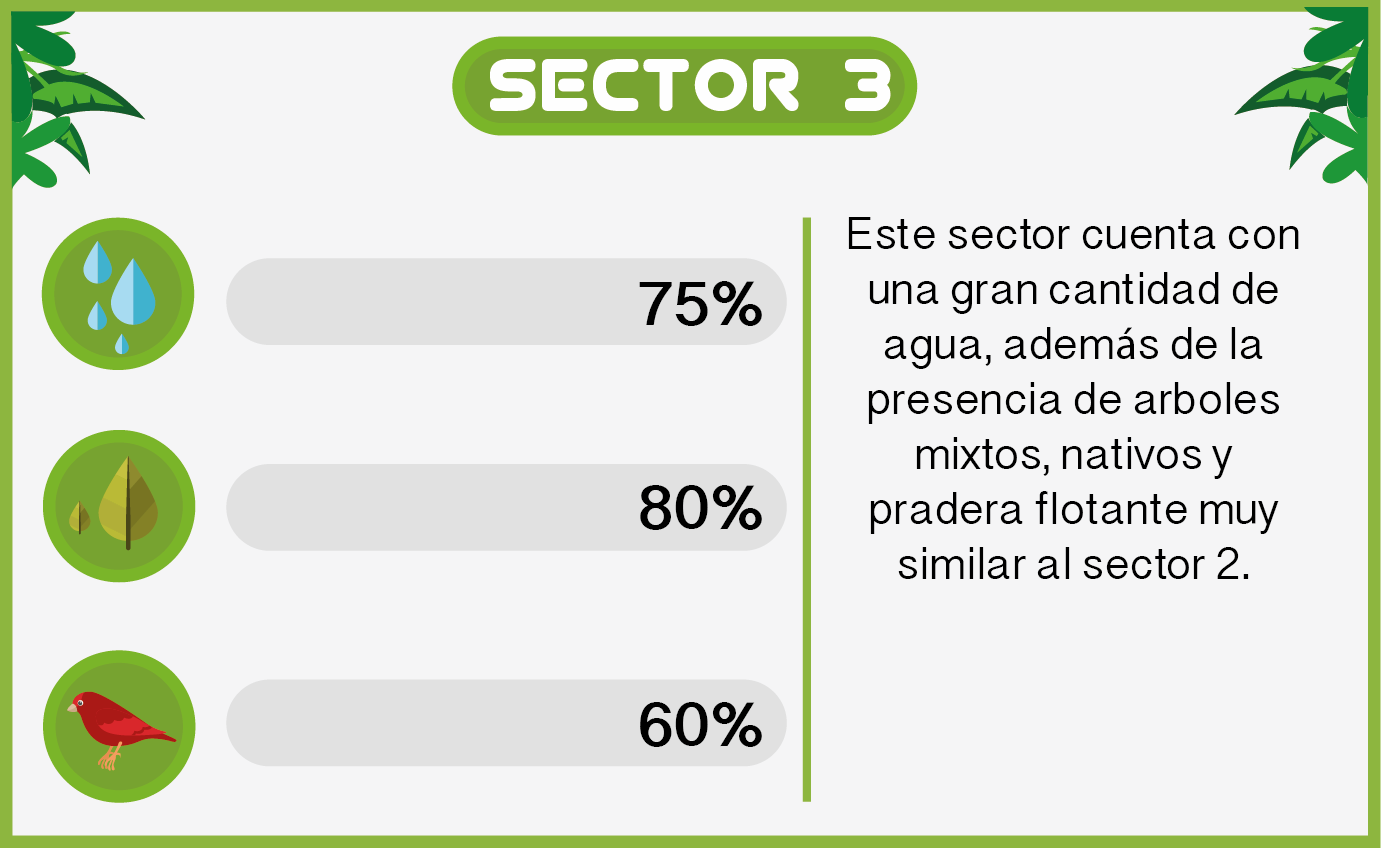 SECTOR 3
75%
80%
60%
Este sector cuenta con
una gran cantidad de
agua, además de la
presencia de arboles
mixtos, nativos y
pradera flotante muy
similar al sector 2.